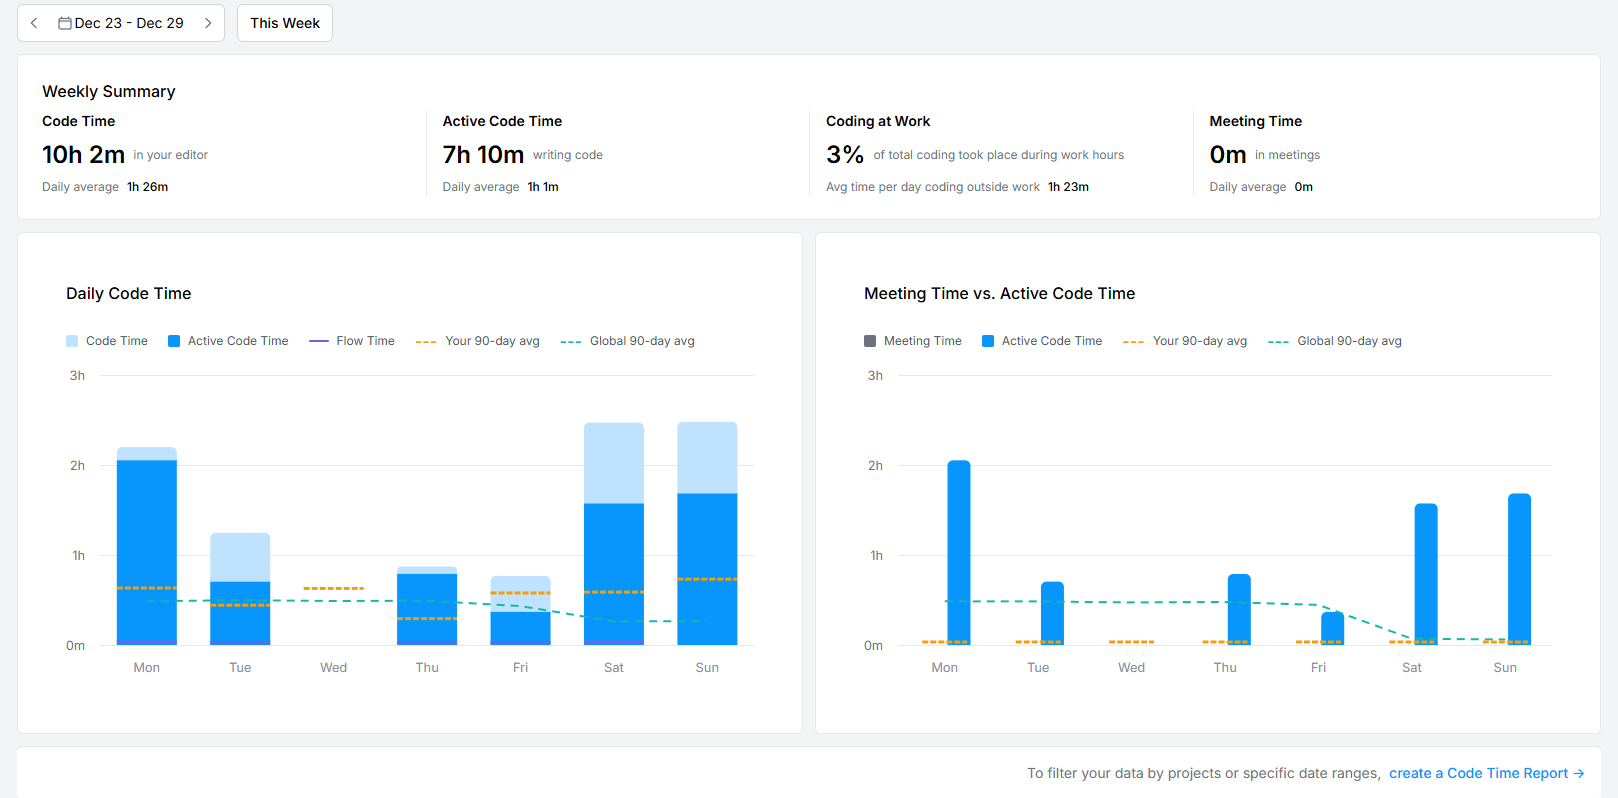 Dec 23 - Dec 29
This Week
Weekly Summary
Code Time
10h 2m in your editor
Daily average 1h 26m
Active Code Time
7h 10m writing code
Daily average 1h 1m
Coding at Work
3% of total coding took place during work hours
Avg time per day coding outside work 1h 23m
Meeting Time
0m in meetings
Daily average 0m
Daily Code Time
Code Time Active Code Time Flow Time Your 90-day avg Global 90-day avg
3h
2h
1h
0m
Mon Tue Wed Thu Fri Sat Sun
Meeting Time vs. Active Code Time
Meeting Time Active Code Time Your 90-day avg Global 90-day avg
3h
2h
1h
0m
Mon Tue Wed Thu Fri Sat Sun
To filter your data by projects or specific date ranges, create a Code Time Report →